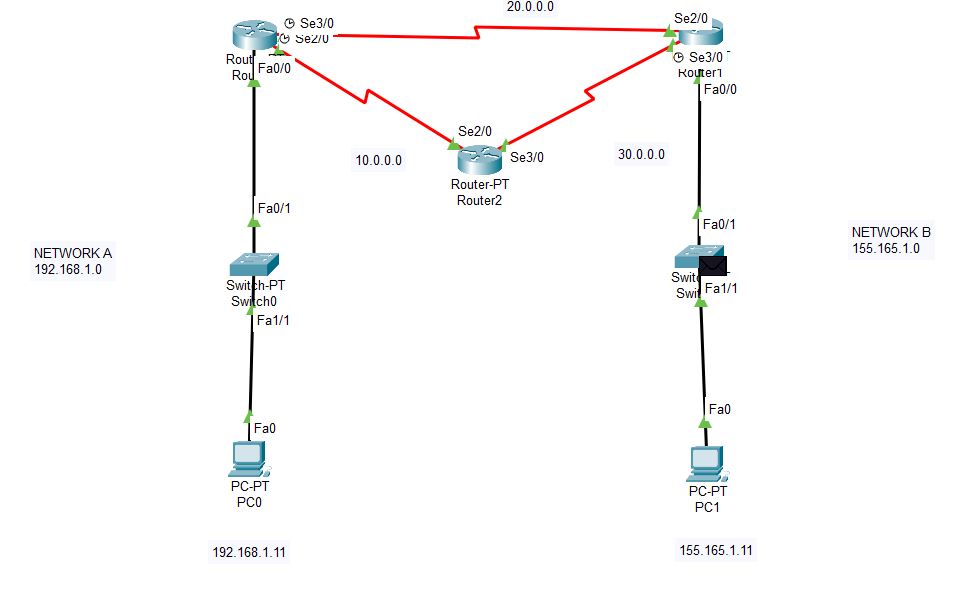 20.0.0.0
Se3/0
Se2/0
Se2/0
Fa0/0
Se3/0
Router1
Fa0/0
Se2/0
10.0.0.0
Se3/0
30.0.0.0
Router-PT
Router2
Fa0/1
Fa0/1
NETWORK A
192.168.1.0
NETWORK B
155.165.1.0
Switch-PT
Switch0
Fa1/1
Fa1/1
Fa0
Fa0
PC-PT
PC0
PC-PT
PC1
192.168.1.11
155.165.1.11